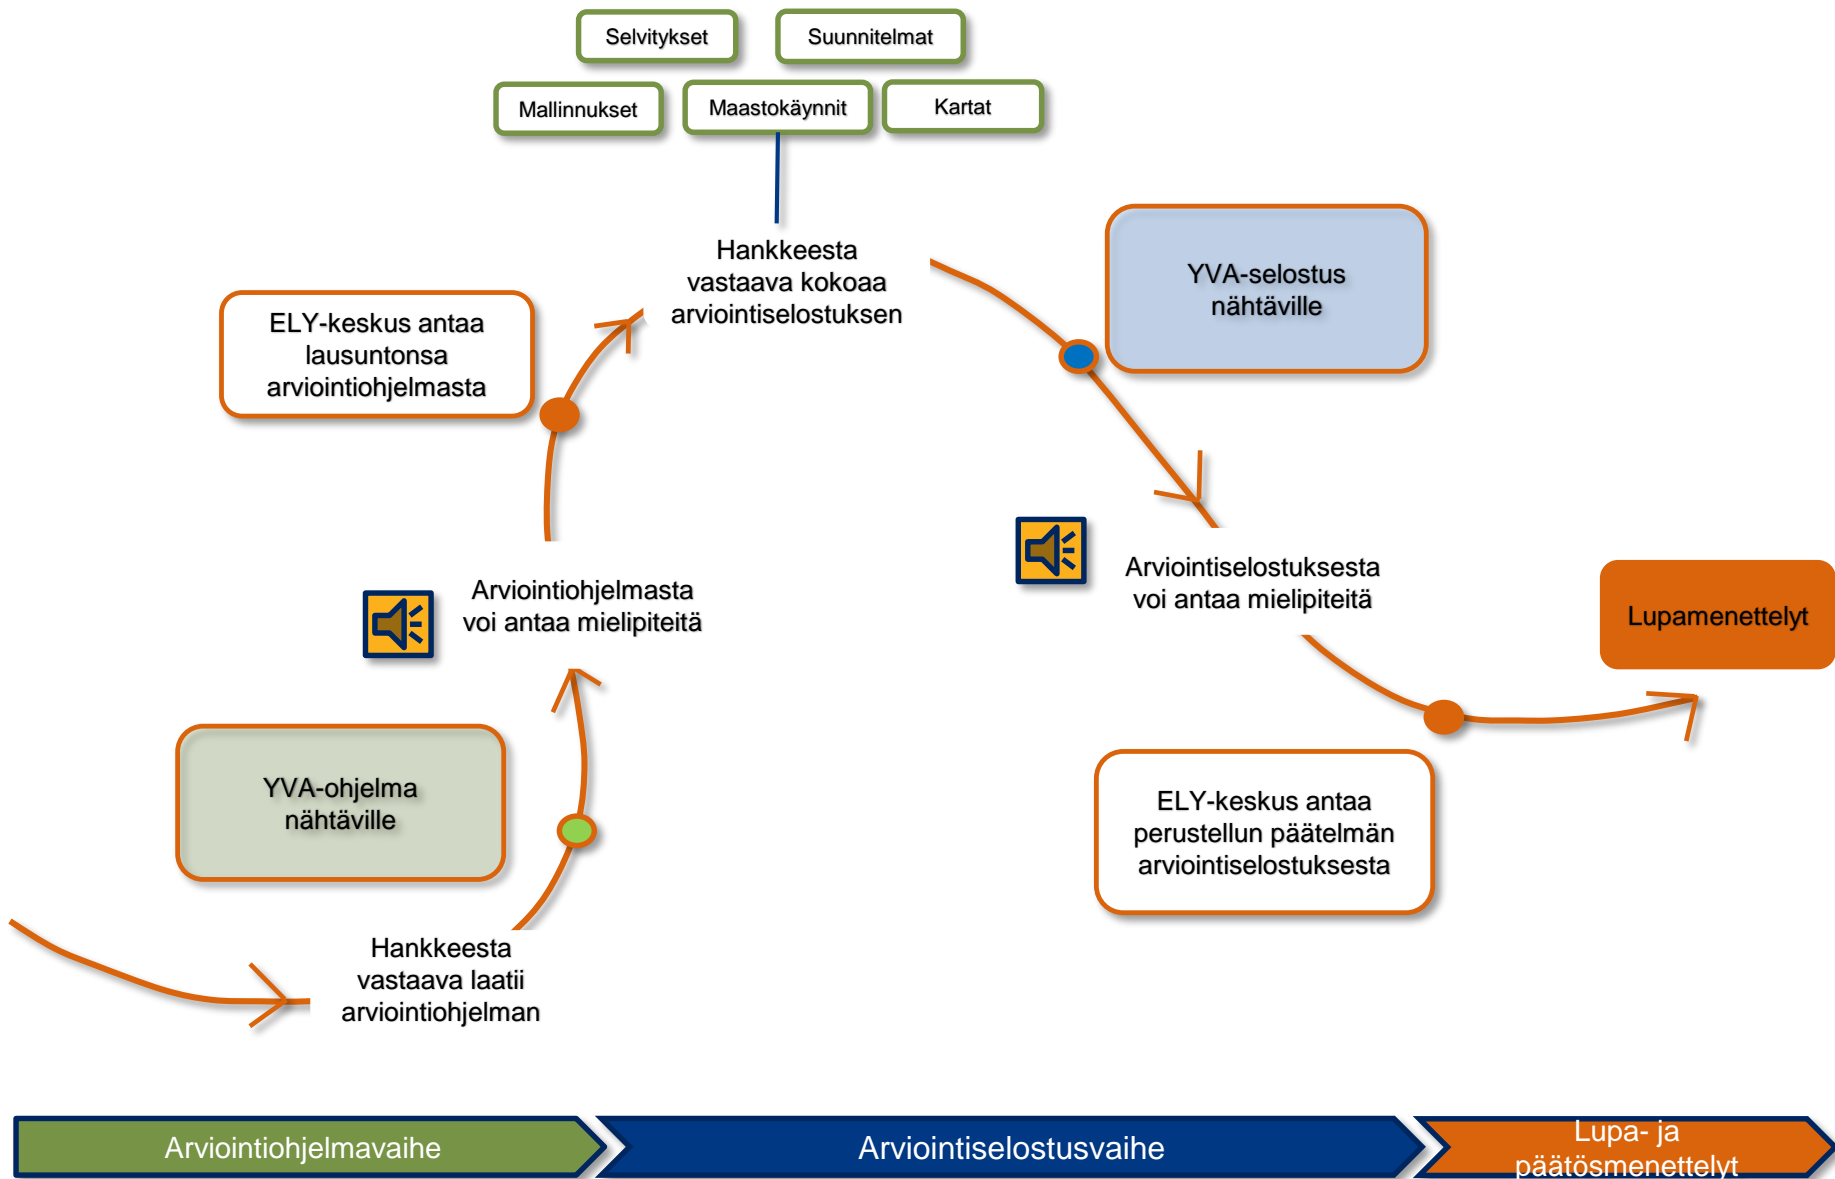 Selvitykset
Suunnitelmat
Mallinnukset
Maastokäynnit
Kartat
Hankkeesta
vastaava kokoaa
arviointiselostuksen
YVA-selostus
nähtäville
ELY-keskus antaa
lausuntonsa
arviointiohjelmasta
Arviointiohjelmasta
voi antaa mielipiteitä
Arviointiselostuksesta
voi antaa mielipiteitä
Lupamenettelyt
YVA-ohjelma
nähtäville
ELY-keskus antaa
perustellun päätelmän
arviointiselostuksesta
Hankkeesta
vastaava laatii
arviointiohjelman
Arviointiohjelmavaihe
Arviointiselostusvaihe
Lupa- ja
päätösmenettelyt